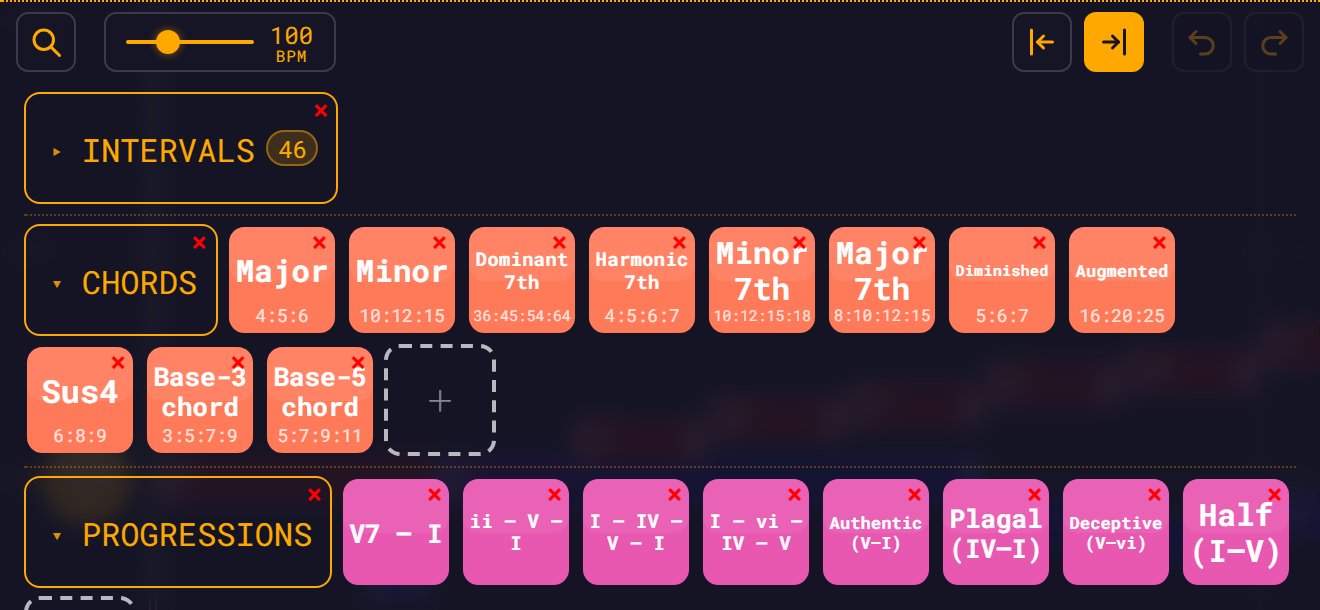 100
BPM
INTERVALS 46
CHORDS
Major
4:5:6
Minor
10:12:15
Dominant
7th
36:45:54:64
Harmonic
7th
4:5:6:7
Minor
7th
10:12:15:18
Major
7th
8:10:12:15
Diminished
5:6:7
Augmented
16:20:25
Sus4
6:8:9
Base-3
chord
3:5:7:9
Base-5
chord
5:7:9:11
PROGRESSIONS
V7 – I
ii – V –
I
I – IV –
V – I
I – vi –
IV – V
Authentic
(V–I)
Plagal
(IV–I)
Deceptive
(V–vi)
Half
(I–V)